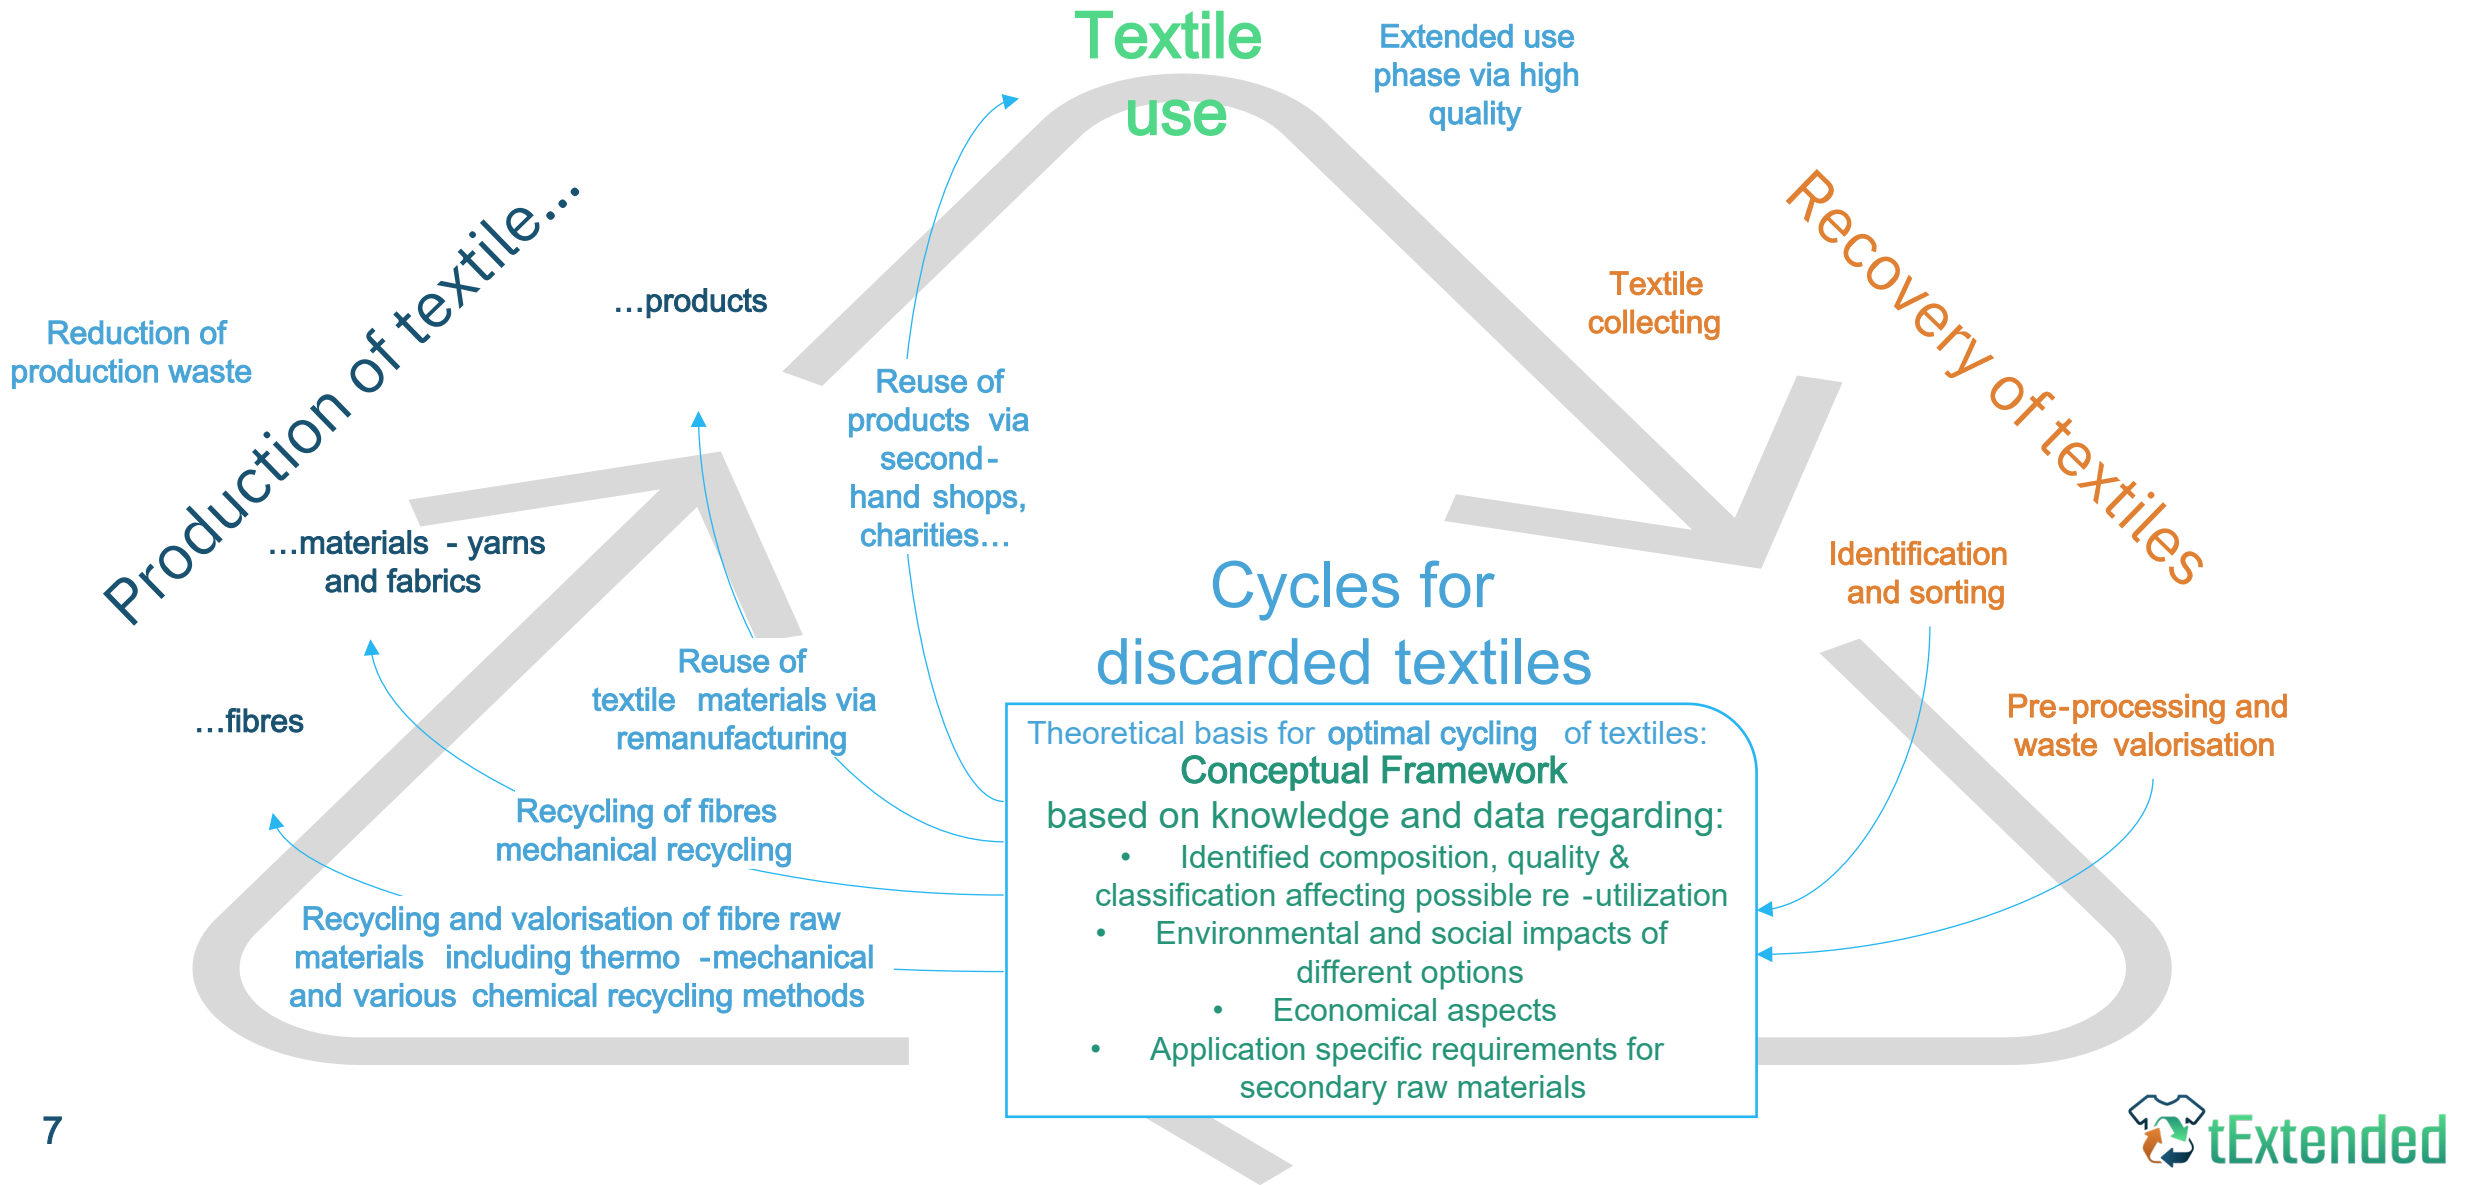 Textile
use
Extended use
phase via high
quality
Production of textile...
Recovery of textiles
...products
Textile
collecting
Reduction of
production waste
Reuse of
products via
second-
hand shops,
charities...
...materials - yarns
and fabrics
Identification
and sorting
Cycles for
discarded textiles
Reuse of
textile materials via
remanufacturing
...fibres
Pre-processing and
waste valorisation
Theoretical basis for optimal cycling of textiles:
Conceptual Framework
based on knowledge and data regarding:
• Identified composition, quality &
classification affecting possible re -utilization
• Environmental and social impacts of
different options
• Economical aspects
• Application specific requirements for
secondary raw materials
Recycling of fibres
mechanical recycling
Recycling and valorisation of fibre raw
materials including thermo -mechanical
and various chemical recycling methods
7
tExtended